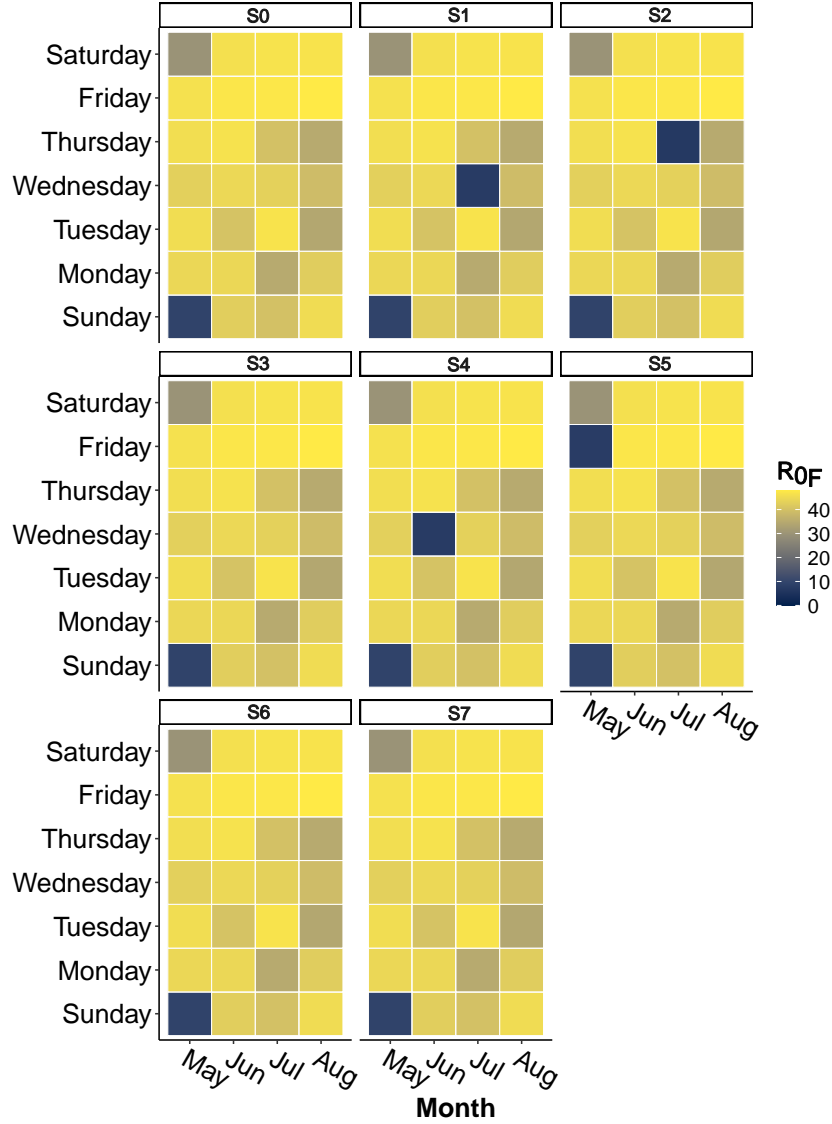 S0 S1 S2
Saturday
Friday
Thursday
Wednesday
Tuesday
Monday
Sunday
S3 S4 S5
Saturday
Friday
Thursday
Wednesday
Tuesday
Monday
Sunday
May Jun Jul Aug
S6 S7
Saturday
Friday
Thursday
Wednesday
Tuesday
Monday
Sunday
May Jun Jul Aug May Jun Jul Aug
Month
R0F
40
30
20
10
0